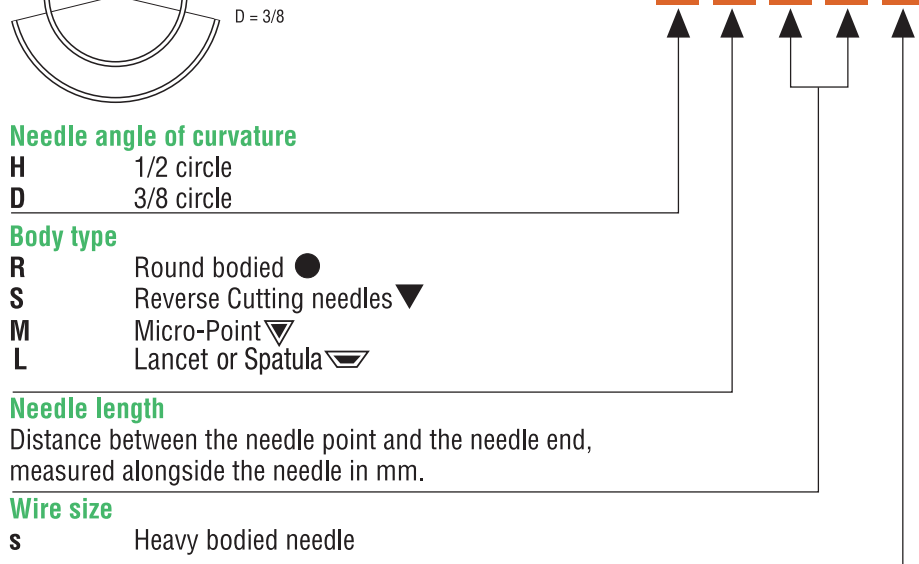 D = 3/8
Needle angle of curvature
H 1/2 circle
D 3/8 circle
Body type
R Round bodied
S Reverse Cutting needles
M Micro-Point
L Lancet or Spatula
Needle length
Distance between the needle point and the needle end,
measured alongside the needle in mm.
Wire size
s Heavy bodied needle